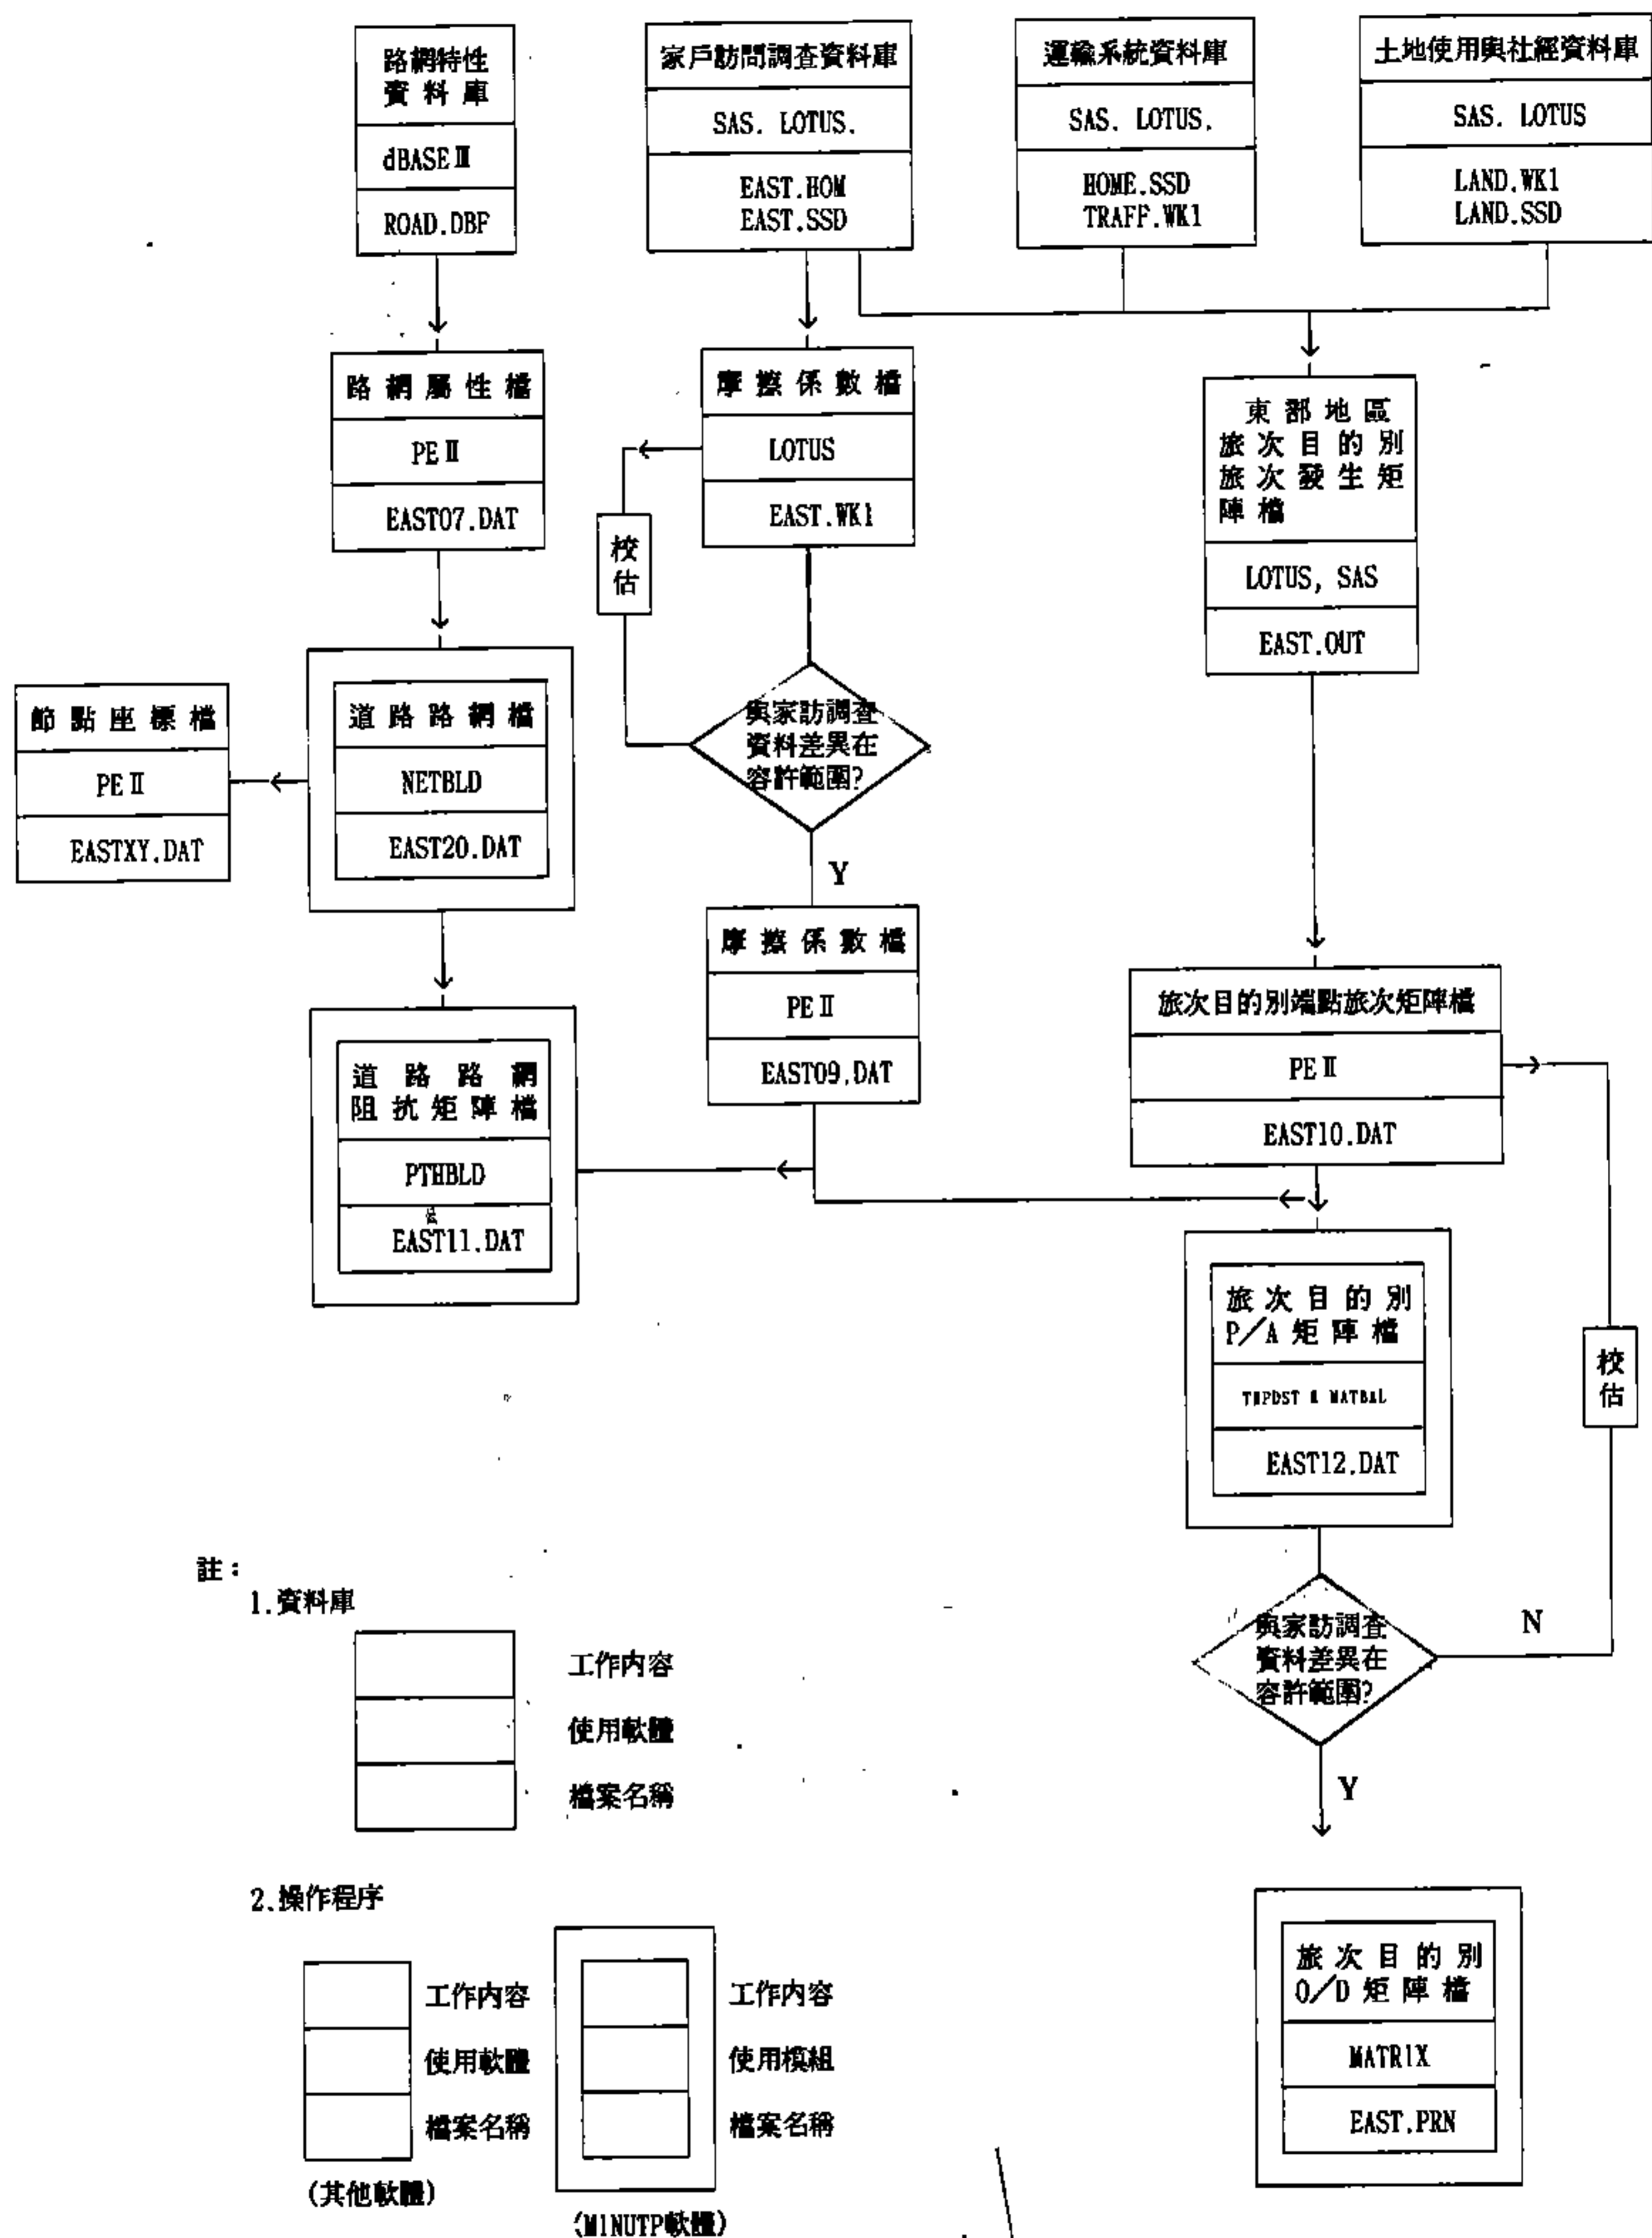 路網特性
資料庫
dBASEⅢ
ROAD.DBF
家戶訪問調查資料庫
SAS. LOTUS.
EAST.HOM
EAST.SSD
運輸系統資料庫
SAS. LOTUS.
HOME.SSD
TRAFF.WK1
土地使用與社經資料庫
SAS. LOTUS
LAND.WK1
LAND.SSD
路網屬性檔
PEⅡ
EAST07.DAT
摩擦係數檔
LOTUS
EAST.WK1
校
估
東部地區
旅次目的別
旅次發生矩
陣檔
LOTUS, SAS
EAST.OUT
節點座標檔
PEⅡ
EASTXY.DAT
道路路網檔
NETBLD
EAST20.DAT
與家訪調查
資料差異在
容許範圍?
Y
摩擦係數檔
PEⅡ
EAST09.DAT
旅次目的別端點旅次矩陣檔
PEⅡ
EAST10.DAT
道路路網
阻抗矩陣檔
PTHBLD
EAST11.DAT
旅次目的別
P/A矩陣檔
MATBAL
EAST12.DAT
校
估
與家訪調查
資料差異在
容許範圍?
N
Y
旅次目的別
O/D矩陣檔
MATRIX
EAST.PRN
註:
1.資料庫
工作內容
使用軟體
檔案名稱
2.操作程序
工作內容
使用軟體
檔案名稱
(其他軟體)
工作內容
使用模組
檔案名稱
(MINUTP軟體)